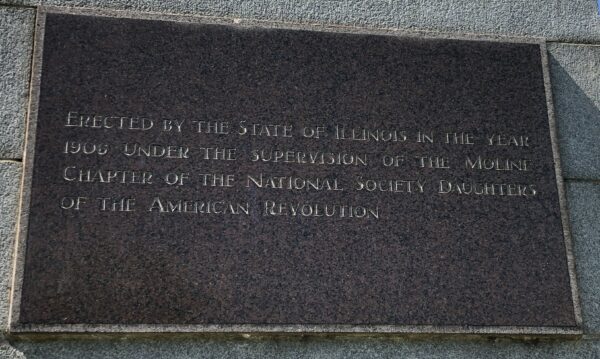 Erected by the State of Illinois in the year
1908 under the supervision of the Moline
Chapter of the National Society Daughters
of the American Revolution